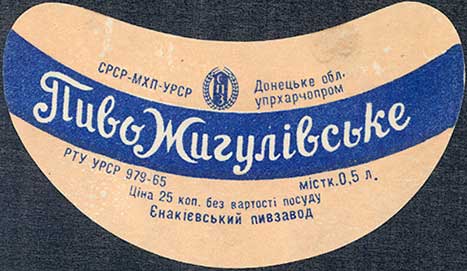 СРСР-МХП-УРСР
Донецьке обл.
упрхарчопром
Пиво Жигулівське
РТУ УРСР 979-65
містк. 0,5 л.
Ціна 25 коп. без вартості посуду
Єнакієвський пивзавод